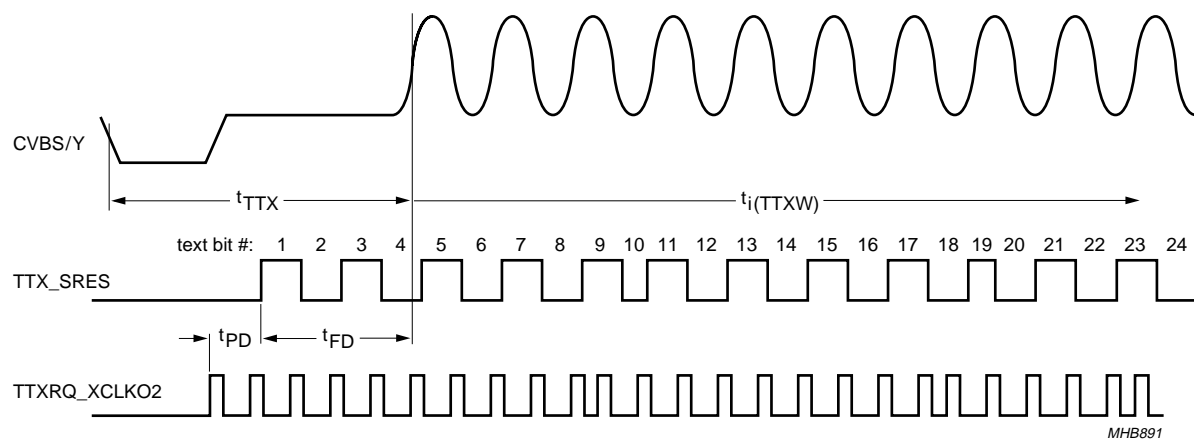 CVBS/Y
tTTX
ti(TTXW)
text bit #: 1 2 3 4 5 6 7 8 9 10 11 12 13 14 15 16 17 18 19 20 21 22 23 24
TTX_SRES
tPD
tFD
TTXRQ_XCLKO2
MHB891